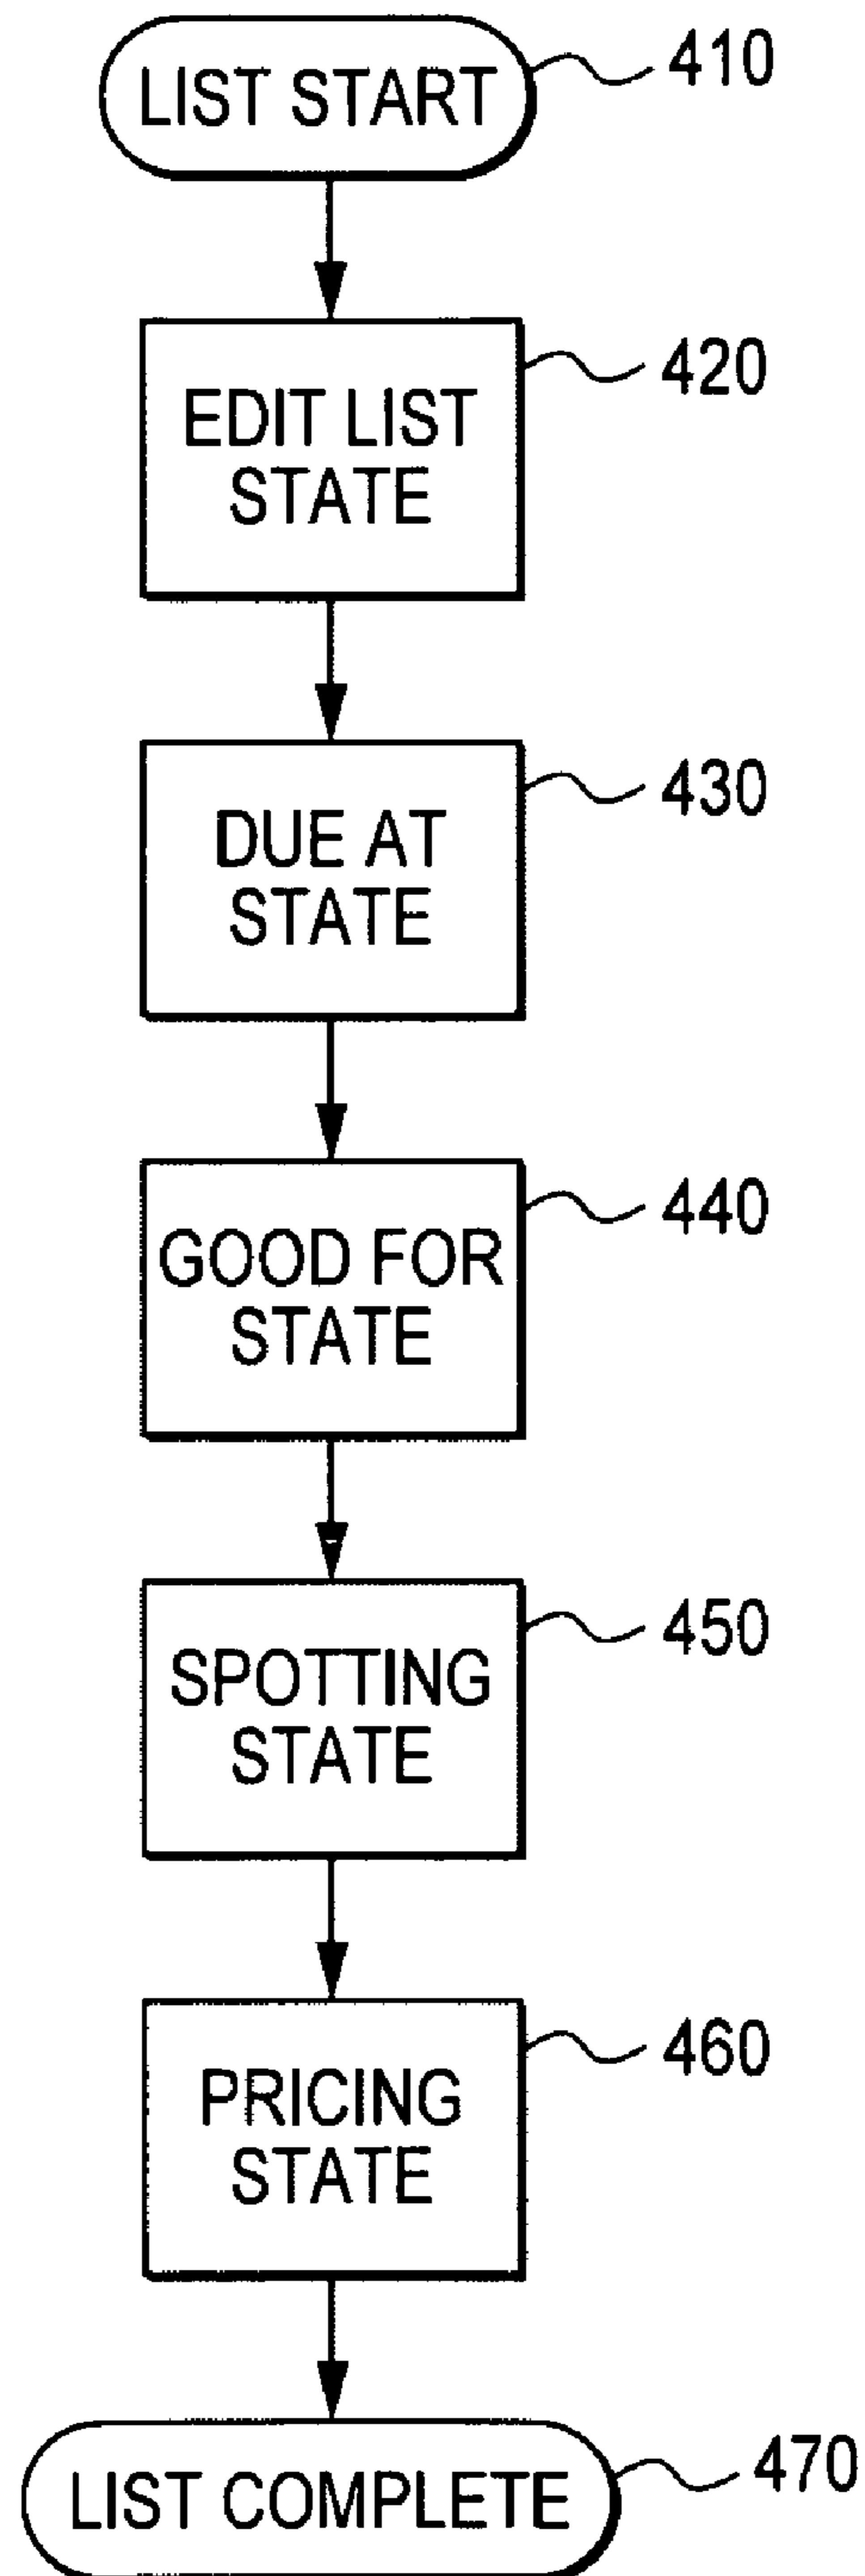 LIST START
410
EDIT LIST
STATE
420
DUE AT
STATE
430
GOOD FOR
STATE
440
SPOTTING
STATE
450
PRICING
STATE
460
LIST COMPLETE
470